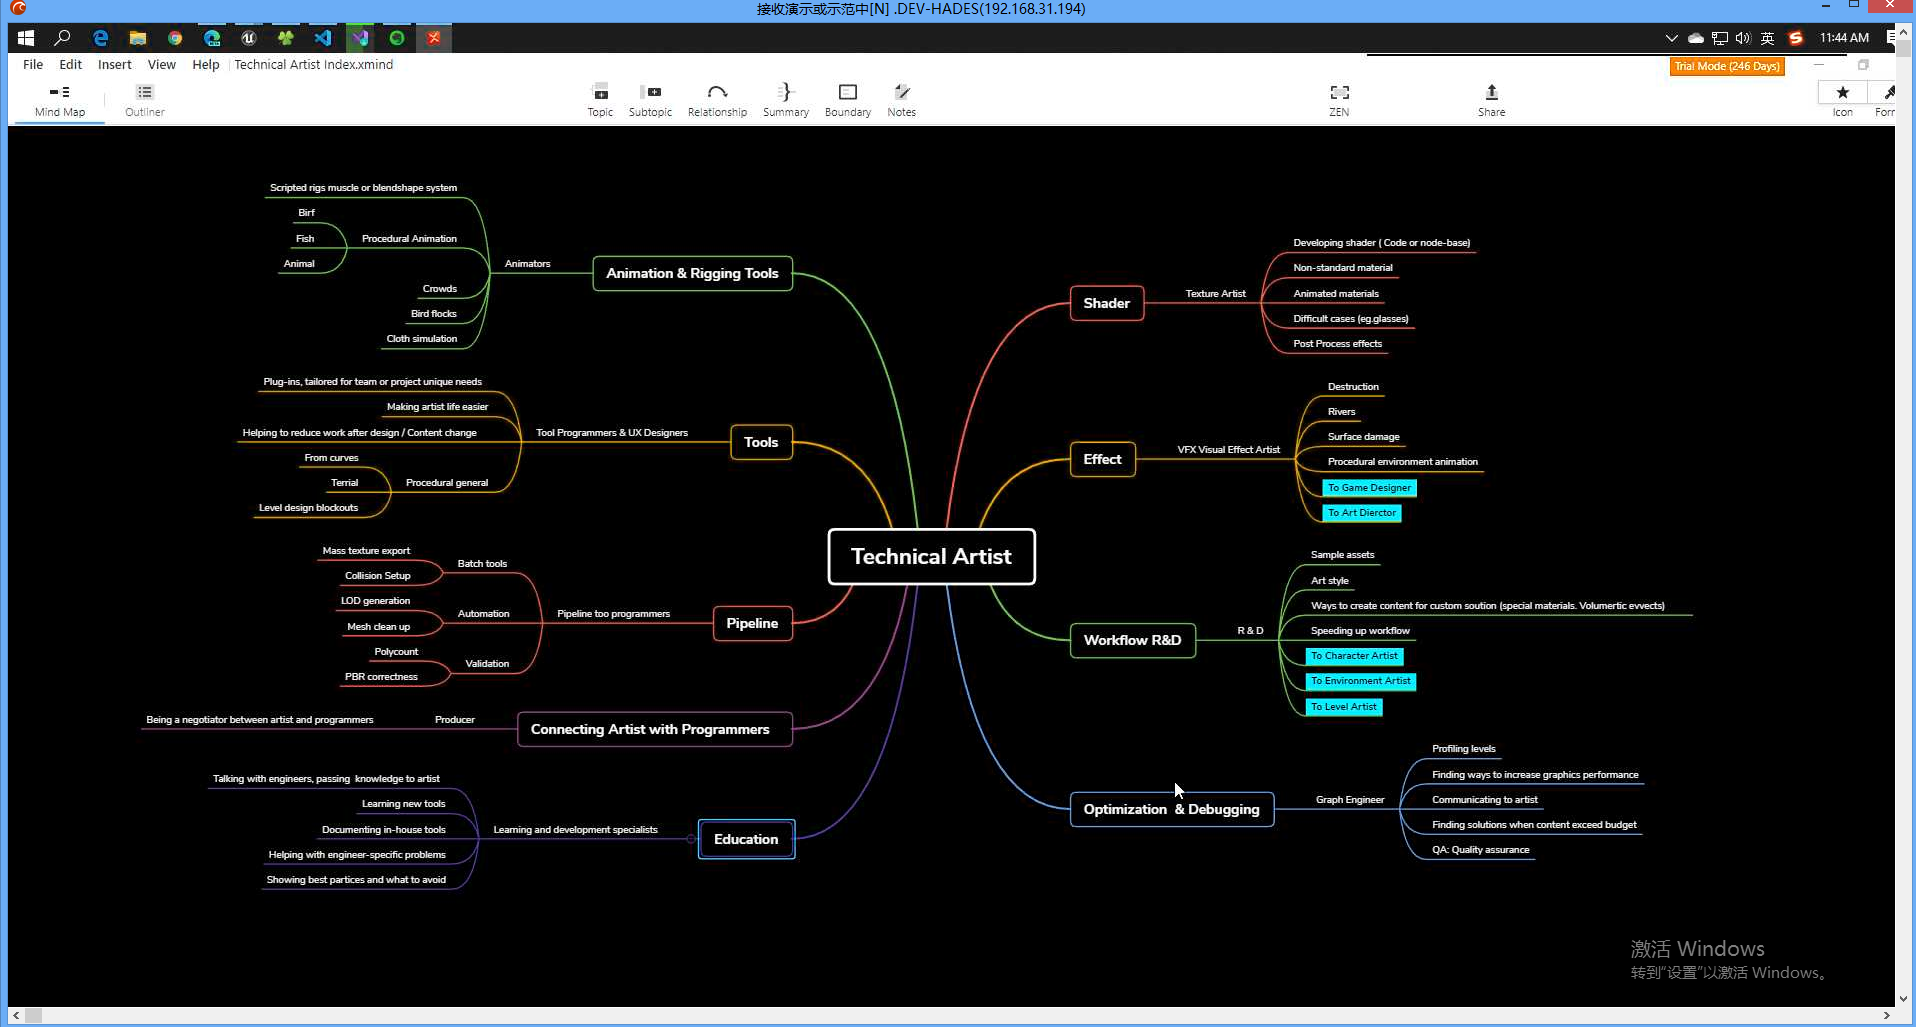 接收演示或示范中[N] .DEV-HADES(192.168.31.194)
英
11:44 AM
File Edit Insert View Help Technical Artist Index.xmind
Trial Mode (246 Days)
Mind Map
Outliner
Topic
Subtopic
Relationship
Summary
Boundary
Notes
ZEN
Share
Icon
Forr
Technical Artist
Animation & Rigging Tools
Animators
Scripted rigs muscle or blendshape system
Procedural Animation
Birf
Fish
Animal
Crowds
Bird flocks
Cloth simulation
Tools
Tool Programmers & UX Designers
Plug-ins, tailored for team or project unique needs
Making artist life easier
Helping to reduce work after design / Content change
Procedural general
From curves
Terrial
Level design blockouts
Pipeline
Pipeline too programmers
Batch tools
Mass texture export
Collision Setup
Automation
LOD generation
Mesh clean up
Validation
Polycount
PBR correctness
Connecting Artist with Programmers
Producer
Being a negotiator between artist and programmers
Education
Learning and development specialists
Talking with engineers, passing knowledge to artist
Learning new tools
Documenting in-house tools
Helping with engineer-specific problems
Showing best partices and what to avoid
Shader
Texture Artist
Developing shader ( Code or node-base)
Non-standard material
Animated materials
Difficult cases (eg.glasses)
Post Process effects
Effect
VFX Visual Effect Artist
Destruction
Rivers
Surface damage
Procedural environment animation
To Game Designer
To Art Dierctor
Workflow R&D
R & D
Sample assets
Art style
Ways to create content for custom soution (special materials. Volumertic evvects)
Speeding up workflow
To Character Artist
To Environment Artist
To Level Artist
Optimization & Debugging
Graph Engineer
Profiling levels
Finding ways to increase graphics performance
Communicating to artist
Finding solutions when content exceed budget
QA: Quality assurance
激活 Windows
转到“设置”以激活 Windows。